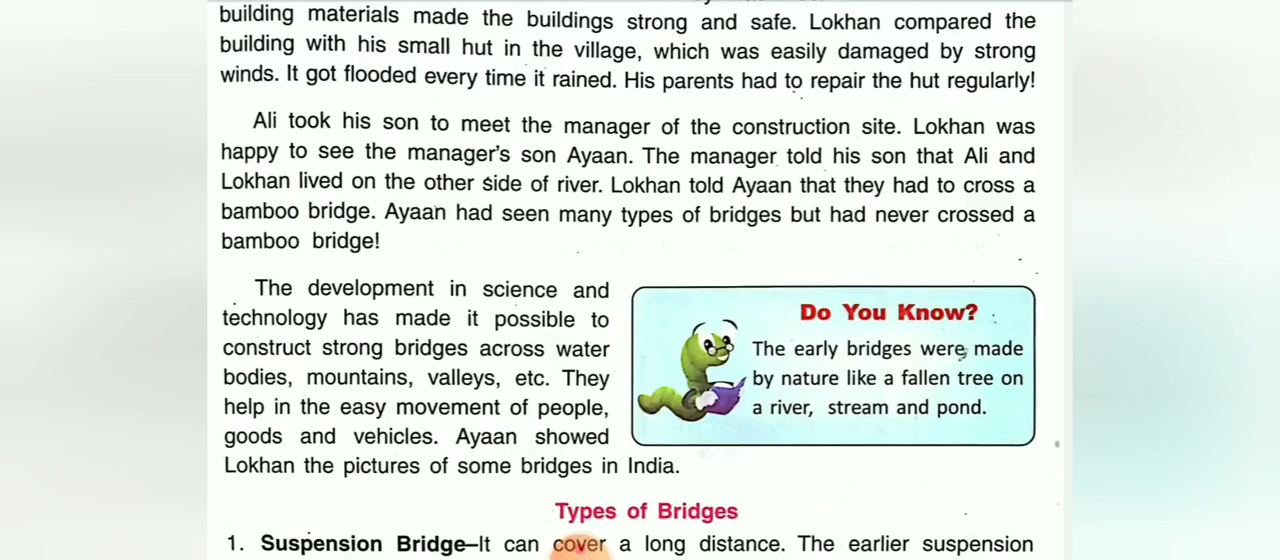 building materials made the buildings strong and safe. Lokhan compared the
building with his small hut in the village, which was easily damaged by strong
winds. It got flooded every time it rained. His parents had to repair the hut regularly!
Ali took his son to meet the manager of the construction site. Lokhan was
happy to see the manager's son Ayaan. The manager told his son that Ali and
Lokhan lived on the other side of river. Lokhan told Ayaan that they had to cross a
bamboo bridge. Ayaan had seen many types of bridges but had never crossed a
bamboo bridge!
The development in science and
technology has made it possible to
construct strong bridges across water
bodies, mountains, valleys, etc. They
help in the easy movement of people,
goods and vehicles. Ayaan showed
Lokhan the pictures of some bridges in India.
Do You Know?
The early bridges were made
by nature like a fallen tree on
a river, stream and pond.
Types of Bridges
1. Suspension Bridge–It can cover a long distance. The earlier suspension